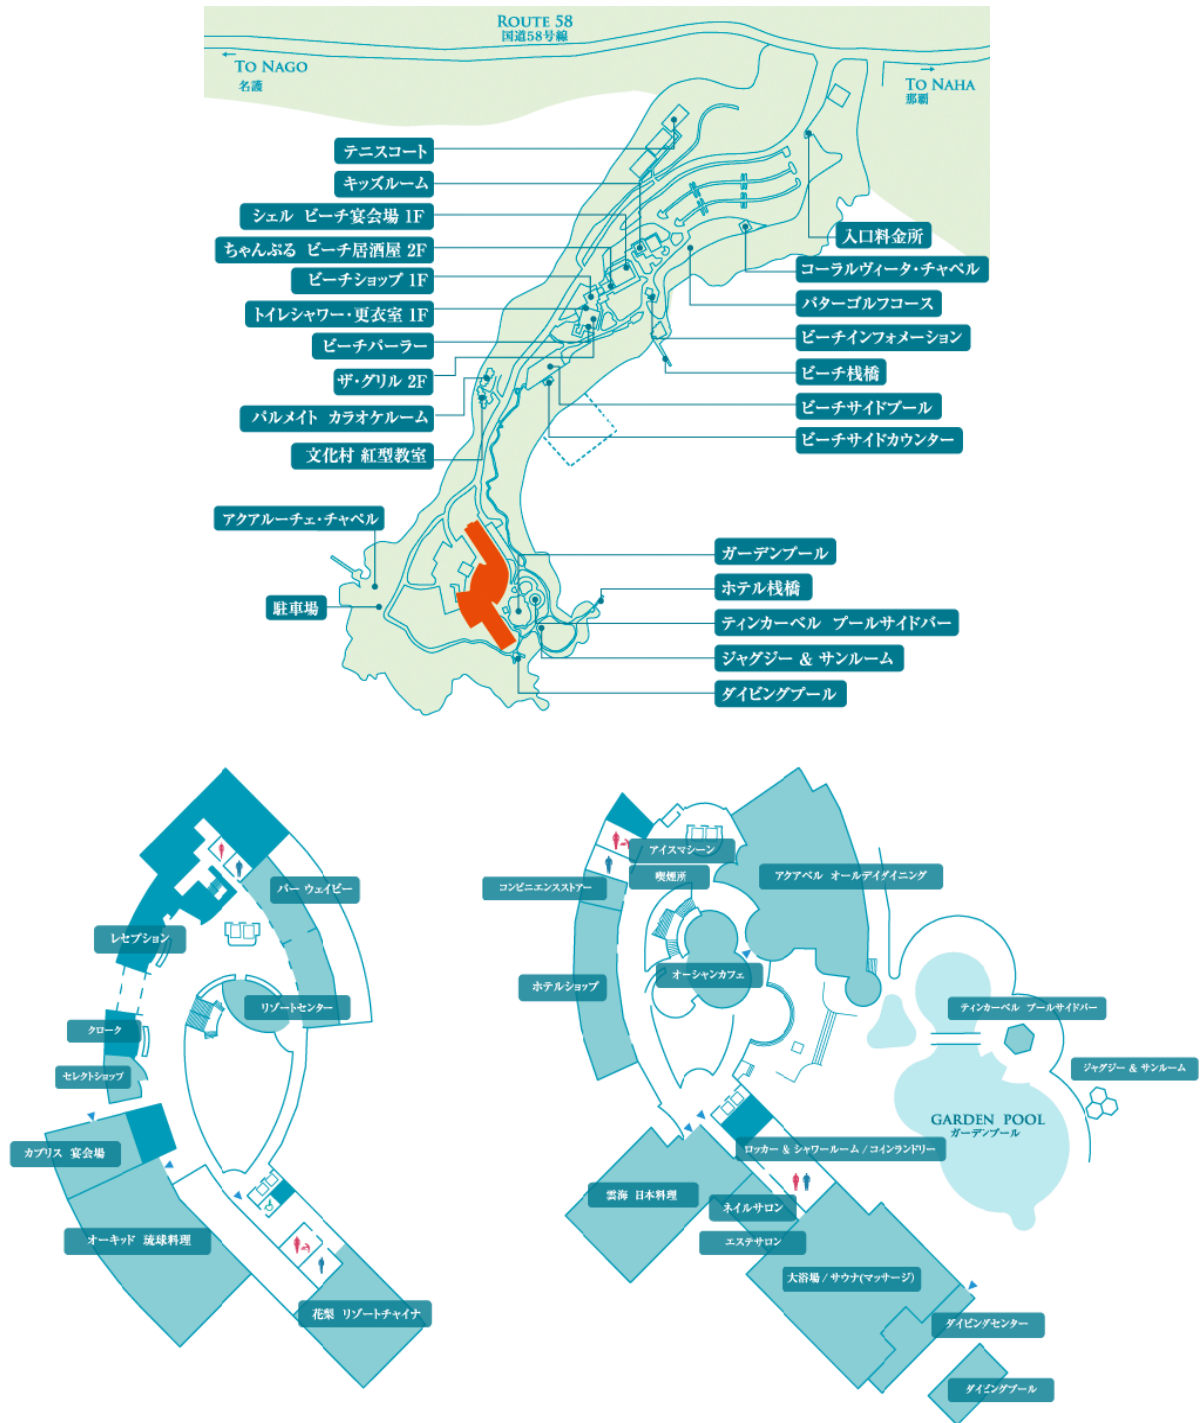 ROUTE 58
国道58号線
TO NAGO
名護
TO NAHA
那覇
テニスコート
キッズルーム
シェル ビーチ宴会場 1F
ちゃんぷる ビーチ居酒屋 2F
ビーチショップ 1F
トイレシャワー・更衣室 1F
ビーチパーラー
ザ・グリル 2F
パルメイト カラオケルーム
文化村 紅型教室
アクアルーチェ・チャペル
駐車場
入口料金所
コーラルヴィータ・チャペル
パターゴルフコース
ビーチインフォメーション
ビーチ桟橋
ビーチサイドプール
ビーチサイドカウンター
ガーデンプール
ホテル桟橋
ティンカーベル プールサイドバー
ジャグジー & サンルーム
ダイビングプール
バー ウェイビー
レセプション
リゾートセンター
クローク
セレクトショップ
カプリス 宴会場
オーキッド 琉球料理
花梨 リゾートチャイナ
アイスマシーン
喫煙所
コンビニエンスストアー
アクアベル オールデイダイニング
オーシャンカフェ
ホテルショップ
ティンカーベル プールサイドバー
ジャグジー & サンルーム
GARDEN POOL
ガーデンプール
ロッカー & シャワールーム / コインランドリー
雲海 日本料理
ネイルサロン
エステサロン
大浴場 / サウナ(マッサージ)
ダイビングセンター
ダイビングプール